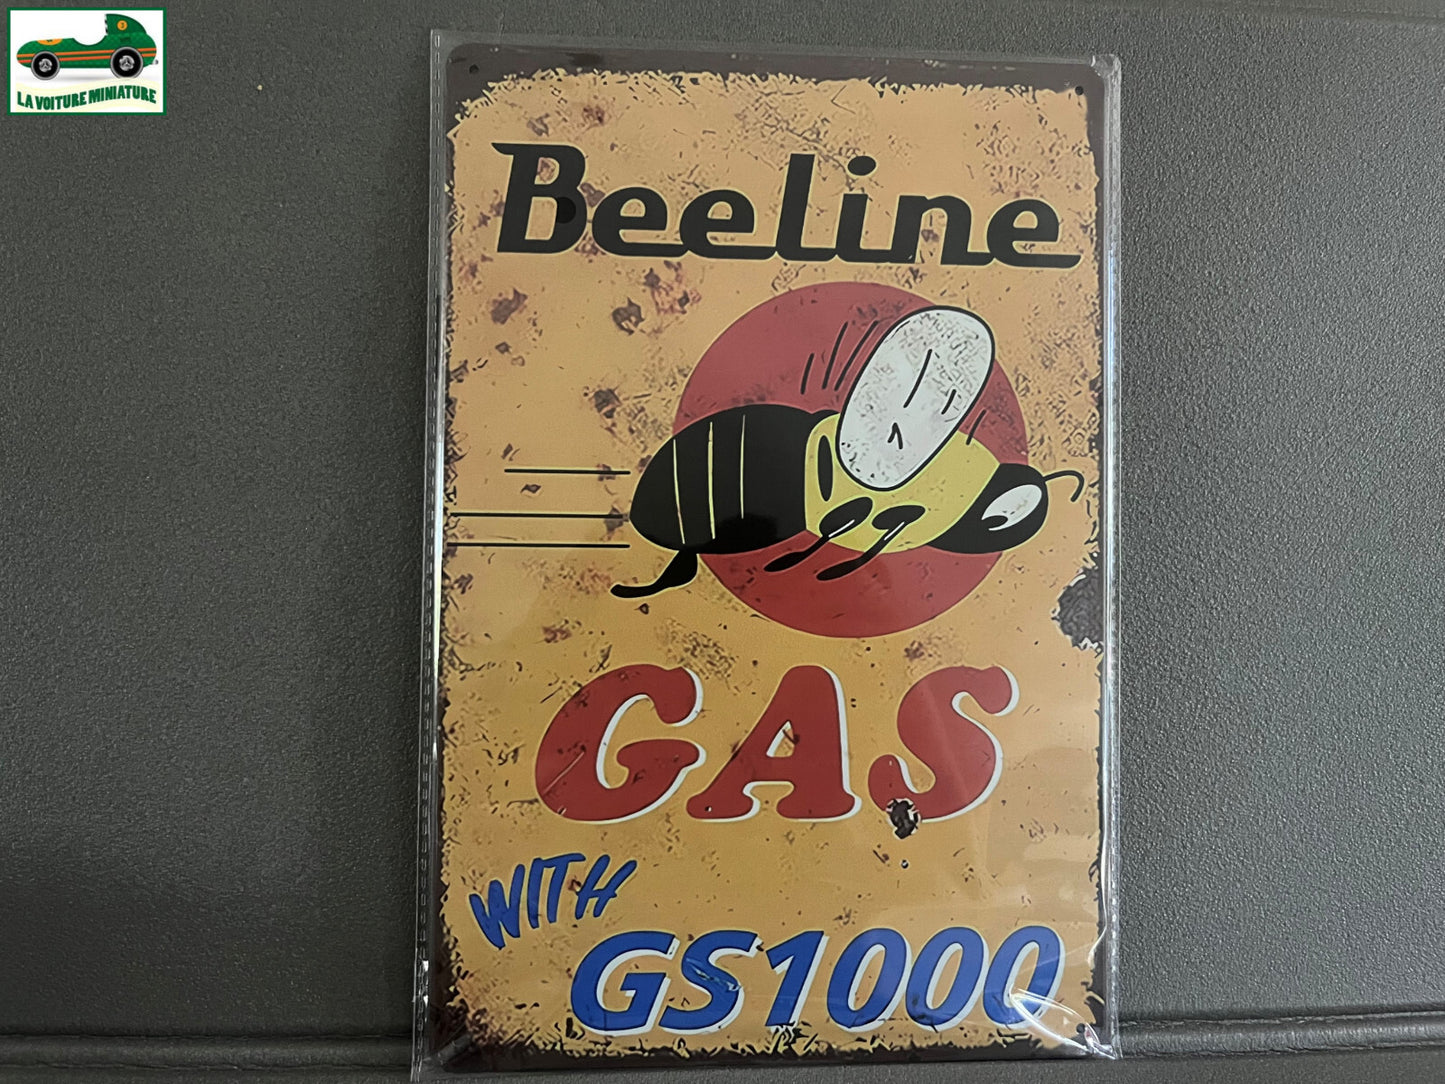 LA VOITURE MINIATURE
Beeline
GAS
WITH
GS1000